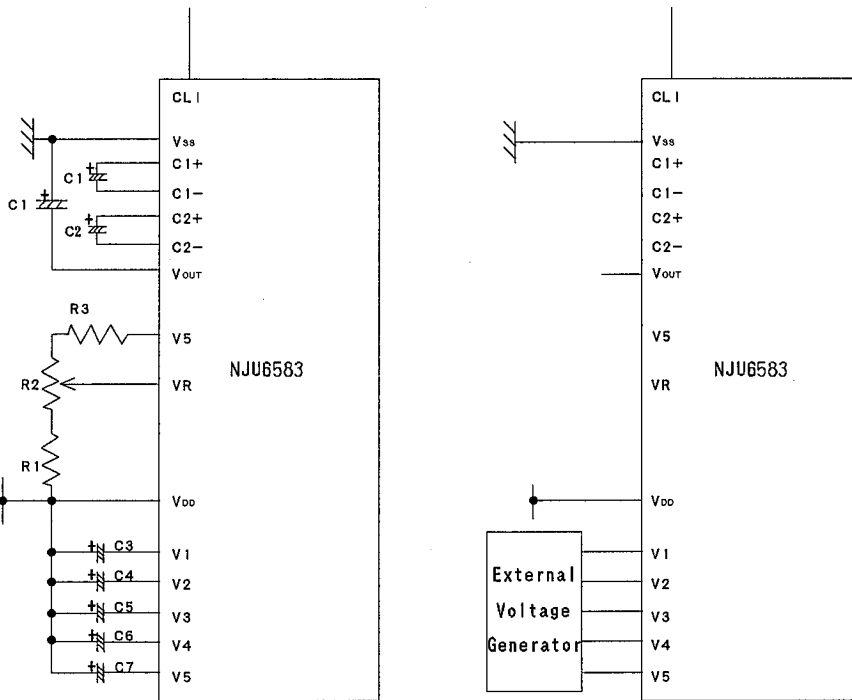 CLI
Vss
C1+
C1
C1-
C1
C2+
C2
C2-
VOUT
R3
V5
R2
VR
NJU6583
R1
VDD
C3
V1
C4
V2
C5
V3
C6
V4
C7
V5
CLI
Vss
C1+
C1-
C2+
C2-
VOUT
V5
VR
NJU6583
VDD
V1
External
V2
Voltage
V3
Generator
V4
V5